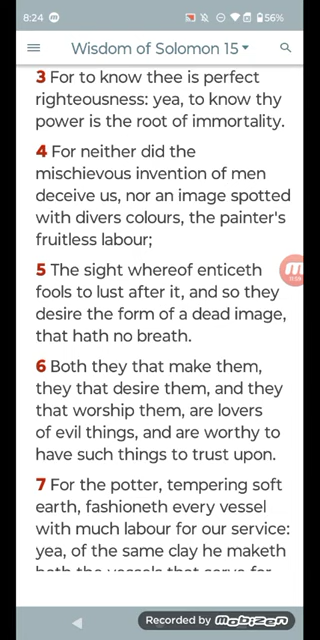 8:24
56%
Wisdom of Solomon 15
3 For to know thee is perfect
righteousness: yea, to know thy
power is the root of immortality.
4 For neither did the
mischievous invention of men
deceive us, nor an image spotted
with divers colours, the painter's
fruitless labour;
5 The sight whereof enticeth
fools to lust after it, and so they
desire the form of a dead image,
that hath no breath.
6 Both they that make them,
they that desire them, and they
that worship them, are lovers
of evil things, and are worthy to
have such things to trust upon.
7 For the potter, tempering soft
earth, fashioneth every vessel
with much labour for our service:
yea, of the same clay he maketh
both the vessels that serve for
Recorded by Mobizen